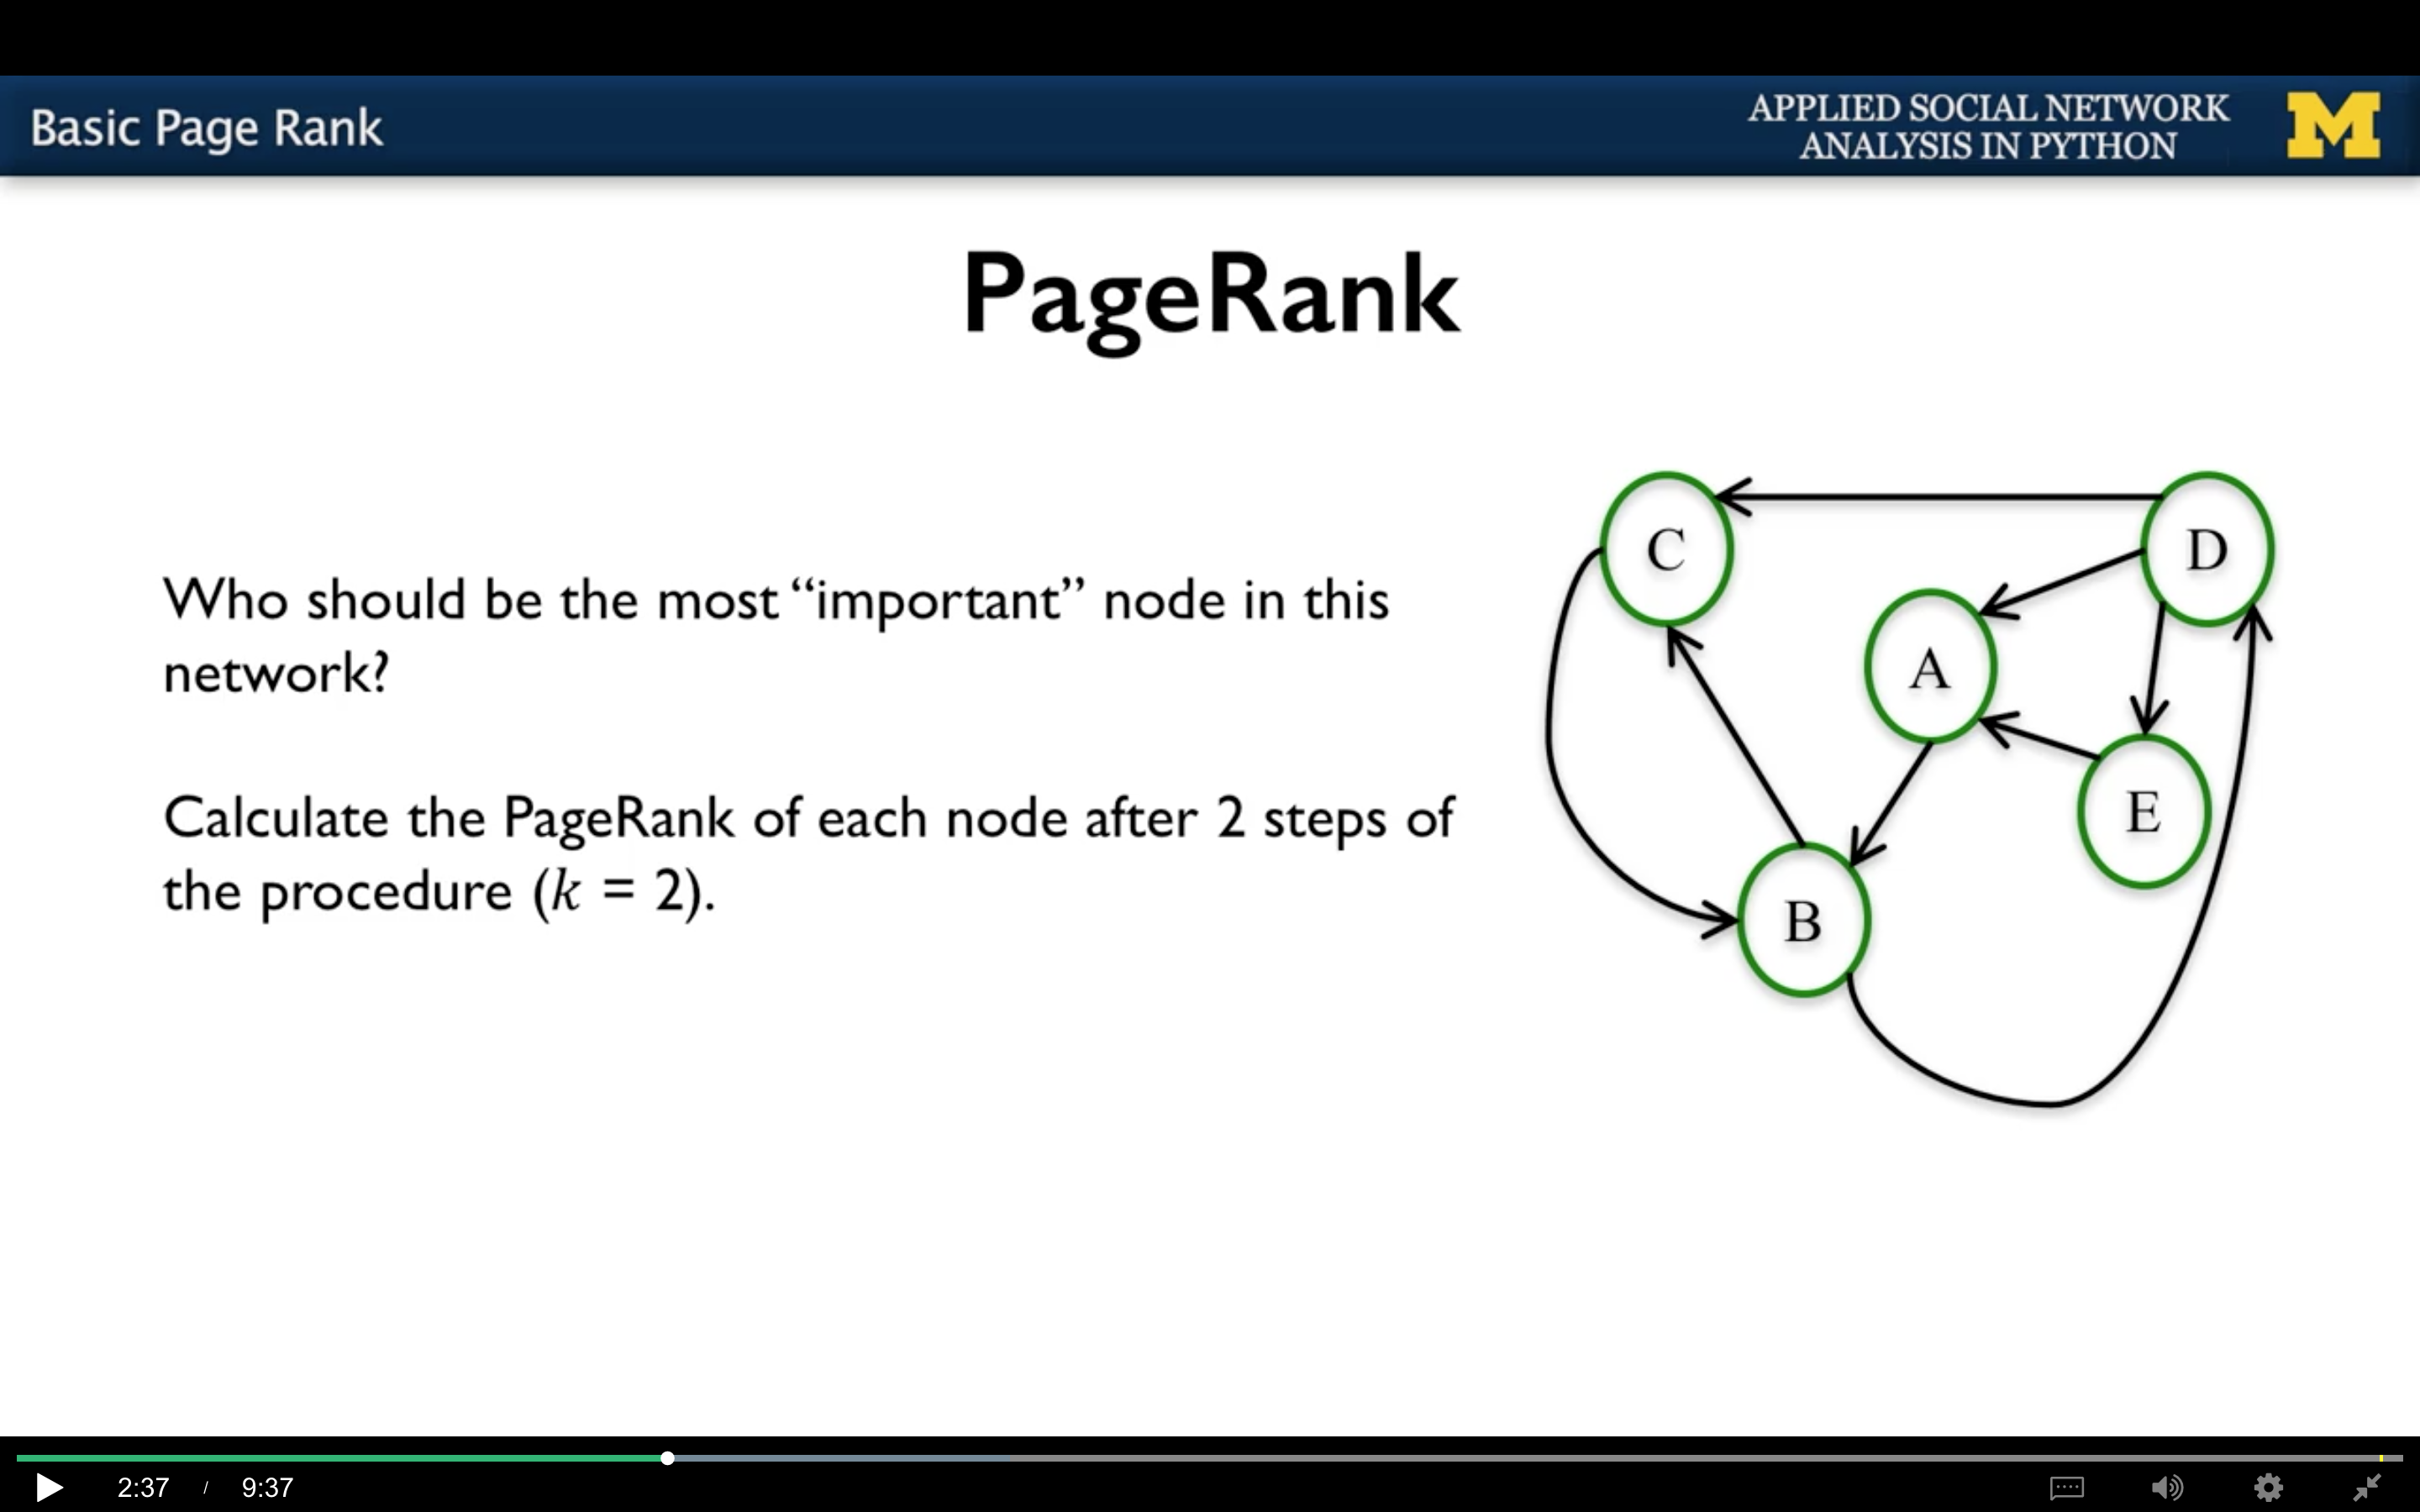 Basic Page Rank
APPLIED SOCIAL NETWORK
ANALYSIS IN PYTHON
M
PageRank
Who should be the most “important” node in this
network?
Calculate the PageRank of each node after 2 steps of
the procedure (k = 2).
C
D
A
E
B
2:37 / 9:37